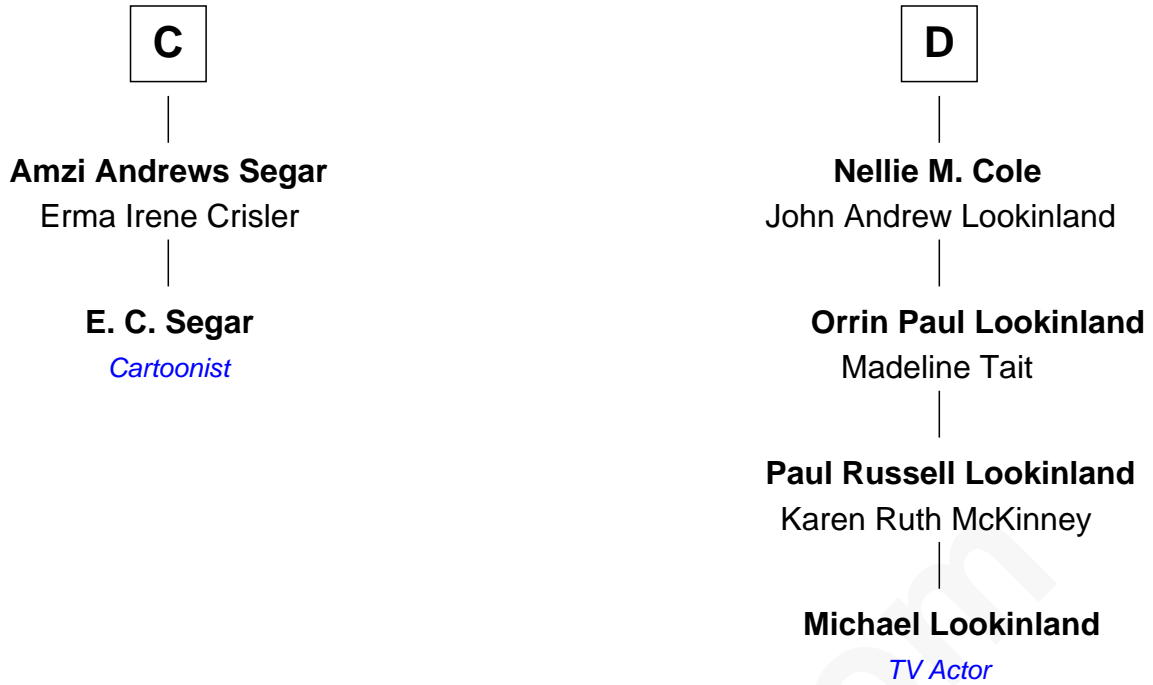 C
Amzi Andrews Segar
Erma Irene Crisler
E. C. Segar
Cartoonist
D
Nellie M. Cole
John Andrew Lookinland
Orrin Paul Lookinland
Madeline Tait
Paul Russell Lookinland
Karen Ruth McKinney
Michael Lookinland
TV Actor
om